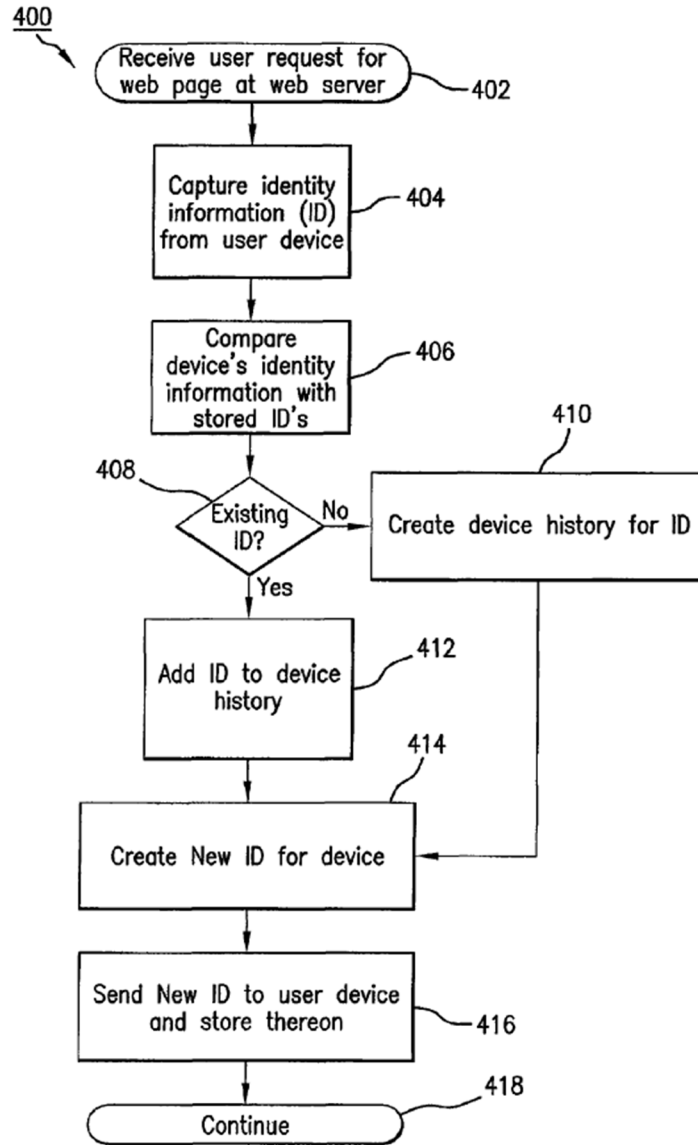 400
Receive user request for
web page at web server
402
Capture identity
information (ID)
from user device
404
Compare
device's identity
information with
stored ID's
406
408
Existing
ID?
No
Yes
410
Create device history for ID
Add ID to device
history
412
414
Create New ID for device
Send New ID to user device
and store thereon
416
Continue
418